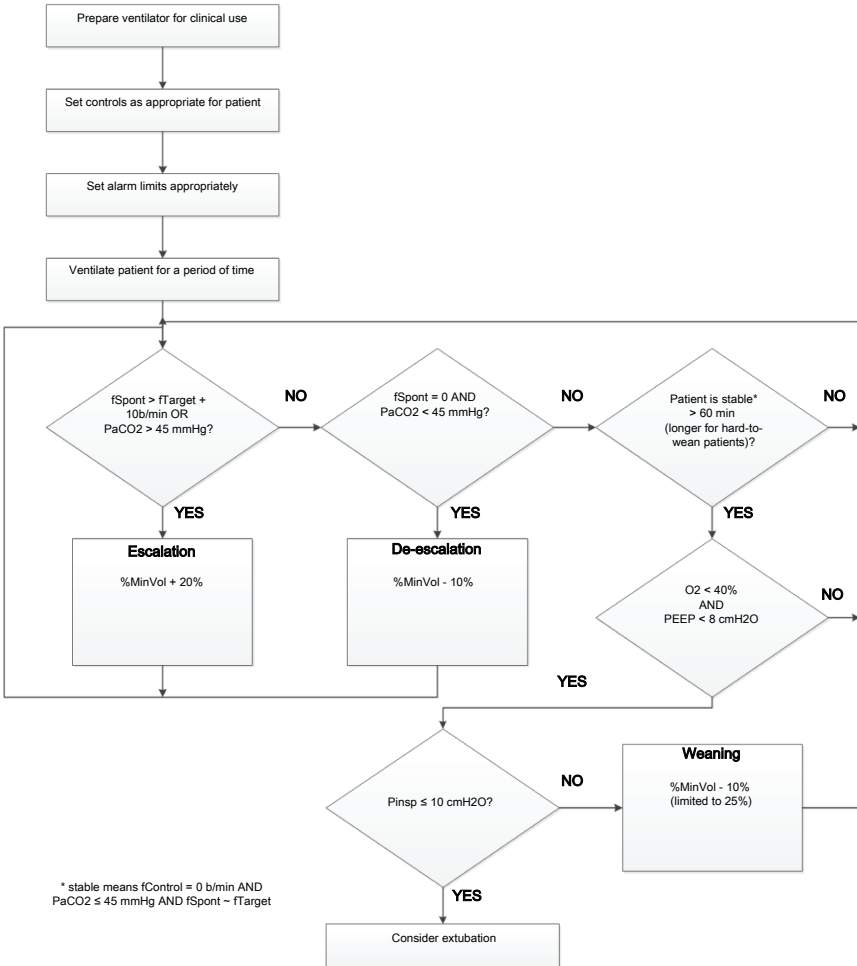 Prepare ventilator for clinical use
Set controls as appropriate for patient
Set alarm limits appropriately
Ventilate patient for a period of time
fSpont > fTarget +
10b/min OR
PaCO2 > 45 mmHg?
NO
fSpont = 0 AND
PaCO2 < 45 mmHg?
NO
Patient is stable*
> 60 min
(longer for hard-to-
wean patients)?
NO
YES
YES
YES
Escalation
%MinVol + 20%
De-escalation
%MinVol - 10%
O2 < 40%
AND
PEEP < 8 cmH2O
NO
YES
Pinsp ≤ 10 cmH2O?
NO
Weaning
%MinVol - 10%
(limited to 25%)
YES
* stable means fControl = 0 b/min AND
PaCO2 ≤ 45 mmHg AND fSpont ~ fTarget
Consider extubation